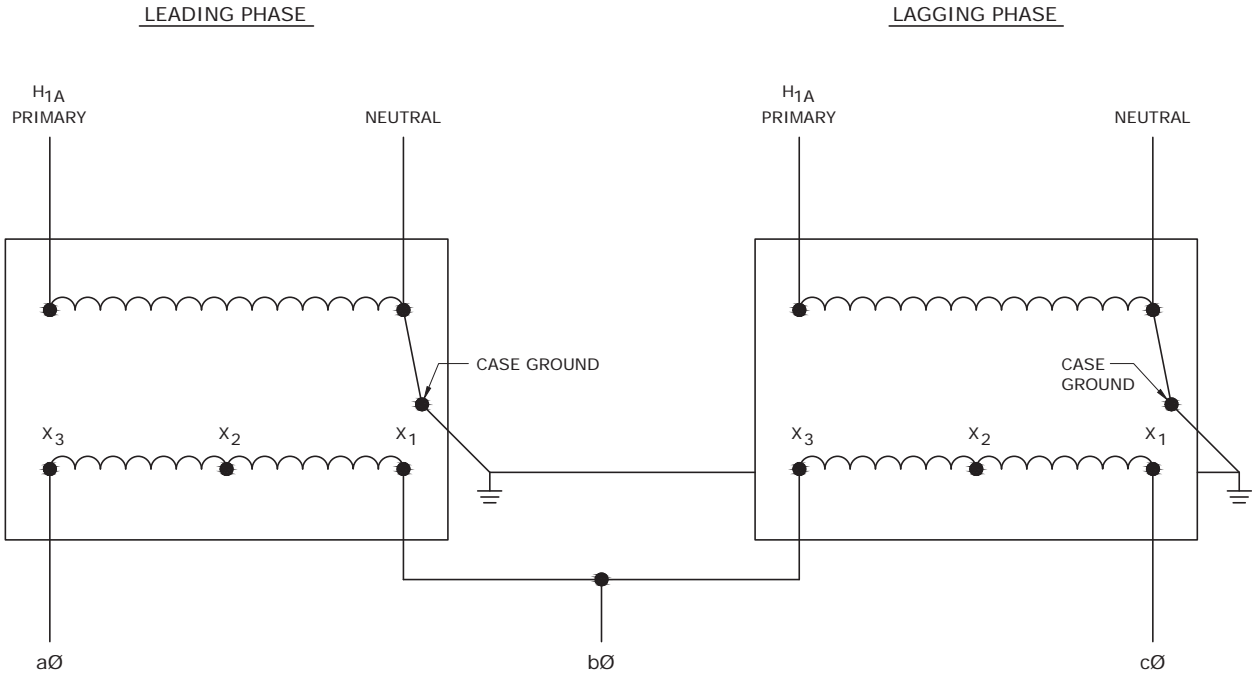 LEADING PHASE
LAGGING PHASE
H1A
PRIMARY
NEUTRAL
H1A
PRIMARY
NEUTRAL
CASE GROUND
CASE
GROUND
X3
X2
X1
X3
X2
X1
aØ
bØ
cØ